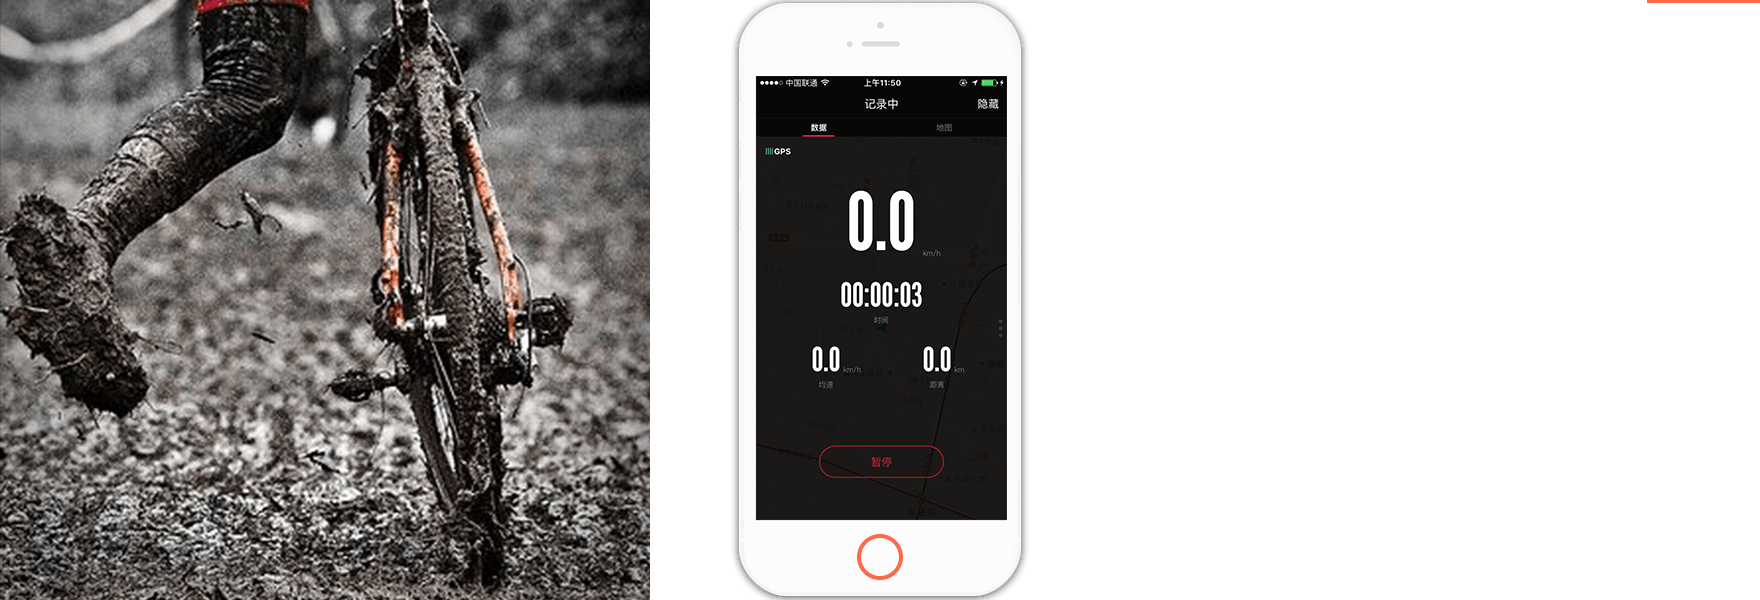 中国联通 上午11:50
记录中 隐藏
数据 地图
GPS
0.0 km/h
00:00:03
时间
0.0 km/h 0.0 km
均速 距离
暂停